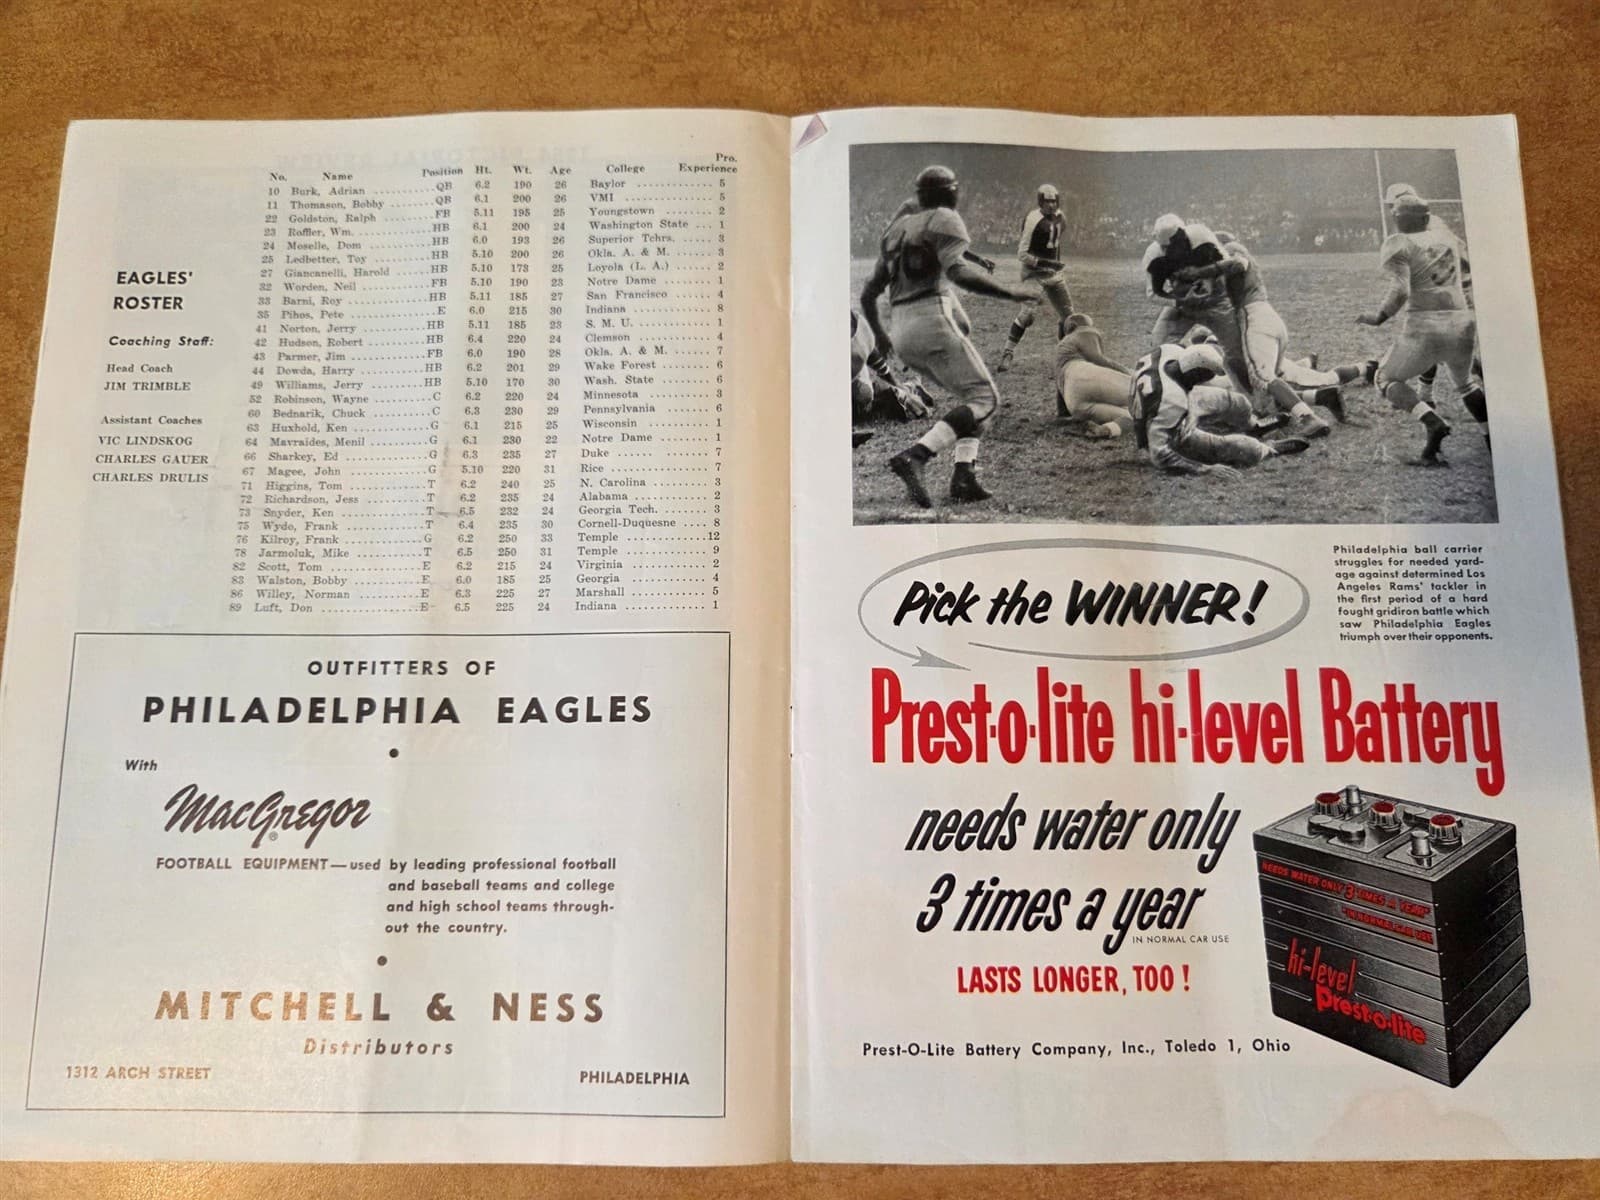 Pro.
No. Name Position Ht. Wt. Age College Experience
10 Burk, Adrian ............ QB 6.2 190 26 Baylor ............ 5
11 Thomason, Bobby ......... QB 6.1 200 26 VMI ............... 5
22 Goldston, Ralph ......... FB 5.11 195 25 Youngstown ........ 2
23 Roffler, Wm. ............ HB 6.1 200 24 Washington State ... 1
24 Moselle, Dom ............ HB 6.0 193 26 Superior Tchrs. ..... 3
25 Ledbetter, Toy .......... HB 5.10 200 26 Okla. A. & M. ...... 3
27 Giancanelli, Harold ...... HB 5.10 173 25 Loyola (L. A.) ...... 2
32 Worden, Neil ............ FB 5.10 190 23 Notre Dame ........ 1
33 Barni, Roy .............. HB 5.11 185 27 San Francisco ...... 4
35 Pihos, Pete .............. E 6.0 215 30 Indiana ............ 8
41 Norton, Jerry ............ HB 5.11 185 23 S. M. U. ............ 1
42 Hudson, Robert .......... HB 6.4 220 24 Clemson ........... 4
43 Parmer, Jim ............. FB 6.0 190 28 Okla. A. & M. ...... 7
44 Dowda, Harry ........... HB 6.2 201 29 Wake Forest ....... 6
49 Williams, Jerry .......... HB 5.10 170 30 Wash. State ........ 6
52 Robinson, Wayne ......... C 6.2 220 24 Minnesota ......... 3
60 Bednarik, Chuck .......... C 6.3 230 29 Pennsylvania ....... 6
63 Huxhold, Ken ............ G 6.1 215 25 Wisconsin ......... 1
64 Mavraides, Menil ......... G 6.1 230 22 Notre Dame ........ 1
66 Sharkey, Ed .............. G 6.3 235 27 Duke .............. 7
67 Magee, John ............. G 5.10 220 31 Rice ............... 7
71 Higgins, Tom ............ T 6.2 240 25 N. Carolina ........ 3
72 Richardson, Jess .......... T 6.2 235 24 Alabama ........... 2
73 Snyder, Ken ............. T 6.5 232 24 Georgia Tech. ...... 3
75 Wydo, Frank ............ T 6.4 235 30 Cornell-Duquesne .... 8
76 Kilroy, Frank ............ G 6.2 250 33 Temple ............ 12
78 Jarmoluk, Mike .......... T 6.5 250 31 Temple ............ 9
82 Scott, Tom .............. E 6.2 215 24 Virginia ........... 2
83 Walston, Bobby .......... E 6.0 185 25 Georgia ............ 4
86 Willey, Norman .......... E 6.3 225 27 Marshall ........... 5
89 Luft, Don ............... E 6.5 225 24 Indiana ............ 1
EAGLES'
ROSTER
Coaching Staff:
Head Coach
JIM TRIMBLE
Assistant Coaches
VIC LINDSKOG
CHARLES GAUER
CHARLES DRULIS
OUTFITTERS OF
PHILADELPHIA EAGLES
With
MacGregor
®
FOOTBALL EQUIPMENT—used by leading professional football
and baseball teams and college
and high school teams through-
out the country.
MITCHELL & NESS
Distributors
1312 ARCH STREET PHILADELPHIA
11
Philadelphia ball carrier
struggles for needed yard-
age against determined Los
Angeles Rams' tackler in
the first period of a hard
fought gridiron battle which
saw Philadelphia Eagles
triumph over their opponents.
Pick the WINNER!
Prest-o-lite hi-level Battery
needs water only
3 times a year
IN NORMAL CAR USE
LASTS LONGER, TOO!
NEEDS WATER ONLY 3 TIMES A YEAR*
*IN NORMAL CAR USE
hi-level
Prest-o-lite
Prest-O-Lite Battery Company, Inc., Toledo 1, Ohio